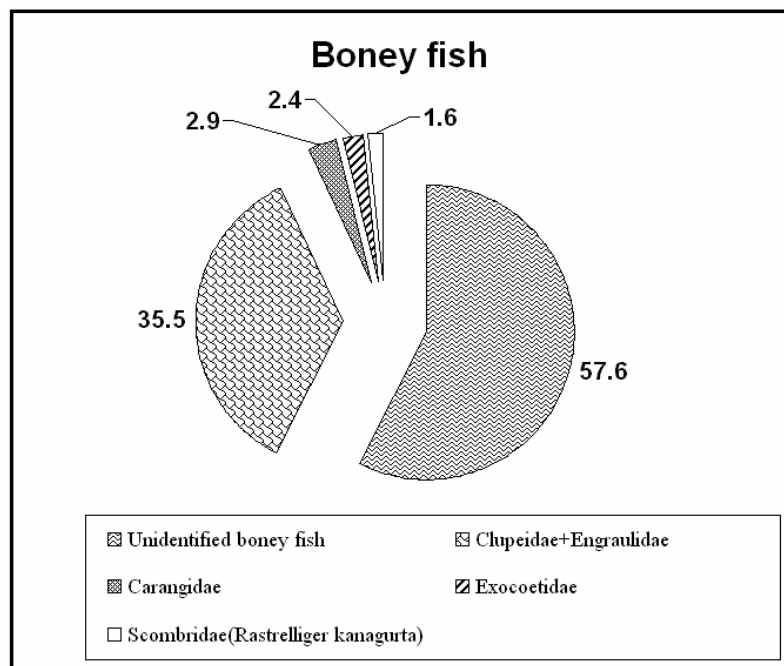 Boney fish
2.4
1.6
2.9
35.5
57.6
Unidentified boney fish
Clupeidae+Engraulidae
Carangidae
Exocoetidae
Scombridae(Rastrelliger kanagurta)